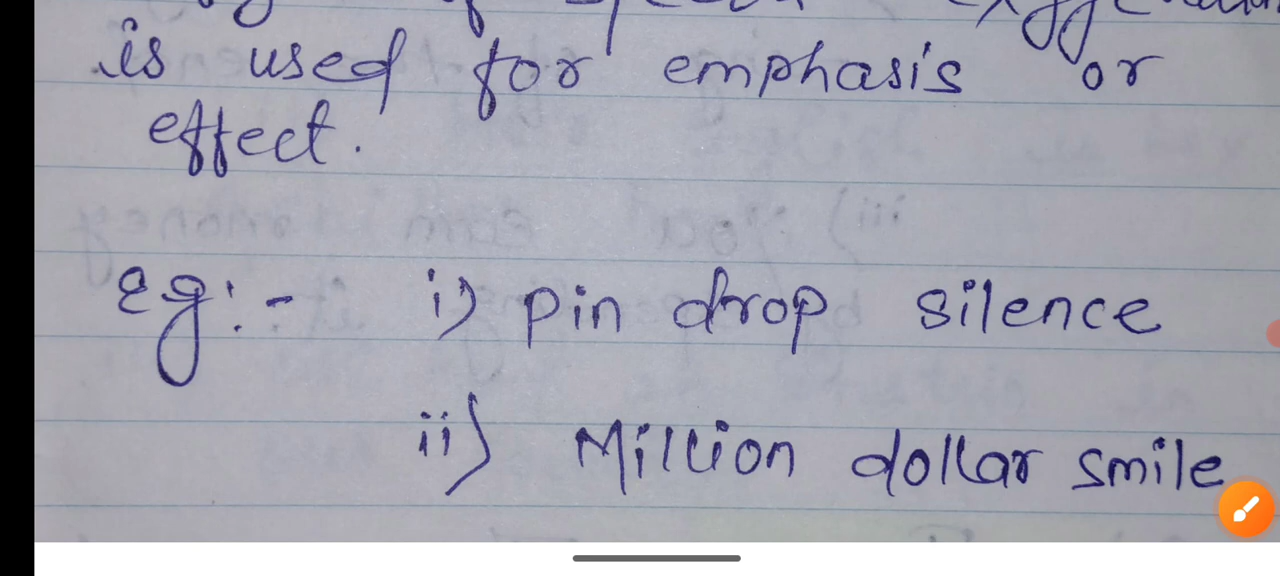 is used for emphasis or
effect.
Eg:- i) pin drop silence
ii) Million dollar smile